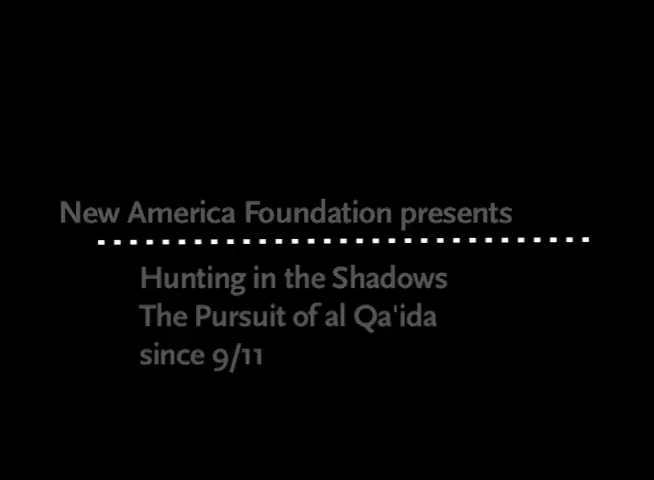 New America Foundation presents
Hunting in the Shadows
The Pursuit of al Qa'ida
since 9/11